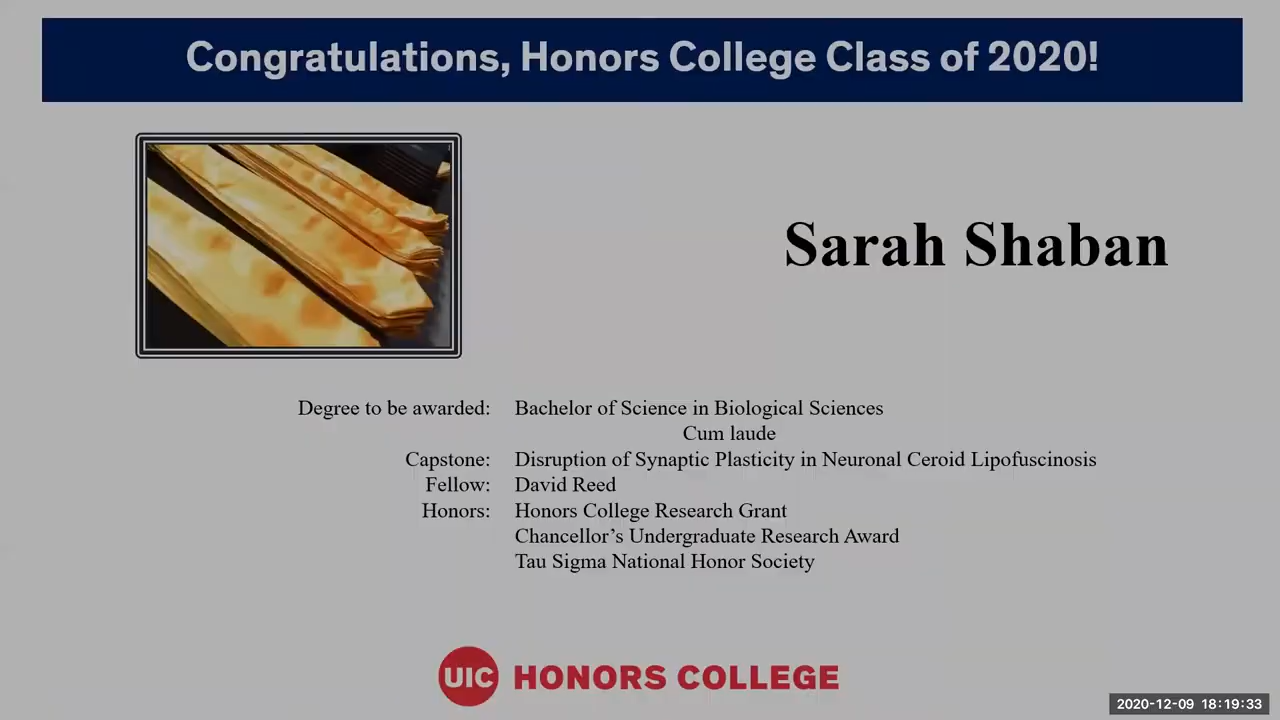 Congratulations, Honors College Class of 2020!
Sarah Shaban
Degree to be awarded: Bachelor of Science in Biological Sciences
Cum laude
Capstone: Disruption of Synaptic Plasticity in Neuronal Ceroid Lipofuscinosis
Fellow: David Reed
Honors: Honors College Research Grant
Chancellor’s Undergraduate Research Award
Tau Sigma National Honor Society
UIC HONORS COLLEGE
2020-12-09 18:19:33